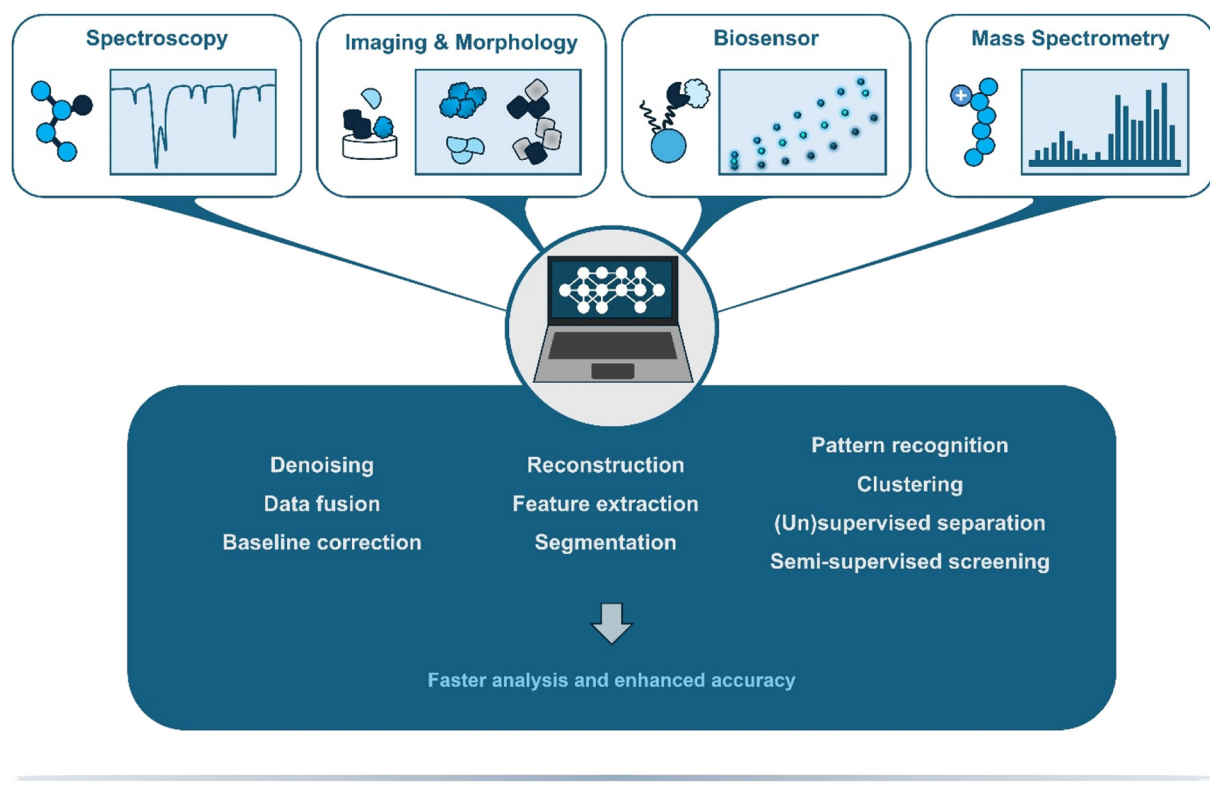 Spectroscopy
Imaging & Morphology
Biosensor
Mass Spectrometry
+
Denoising
Data fusion
Baseline correction
Reconstruction
Feature extraction
Segmentation
Pattern recognition
Clustering
(Un)supervised separation
Semi-supervised screening
Faster analysis and enhanced accuracy